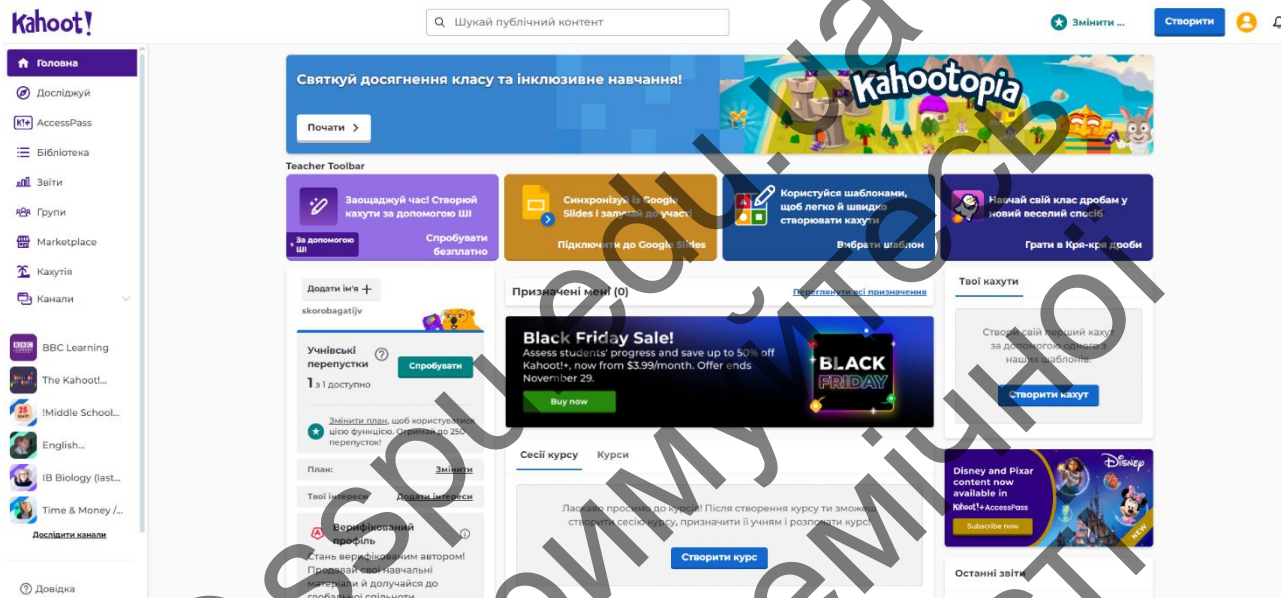 Kahoot!
Шукай публічний контент
Змінити ...
Створити
Головна
Досліджуй
AccessPass
Бібліотека
Звіти
Групи
Marketplace
Кахутія
Канали
BBC Learning
The Kahoot!...
!Middle School...
English...
IB Biology (last...
Time & Money /...
Дослідити канали
Довідка
Святкуй досягнення класу та інклюзивне навчання!
Почати
Kahootopia
Teacher Toolbar
Заощаджуй час! Створюй
кахути за допомогою ШІ
За допомогою
ШІ
Спробувати
безплатно
Синхронізуй із Google
Slides і залучай до участі
Підключити до Google Slides
Користуйся шаблонами,
щоб легко й швидко
створювати кахути
Вибрати шаблон
Навчай свій клас дробам у
новий веселий спосіб
Грати в Кря-кря дроби
Додати ім'я
skorobagatijv
Учнівські
перепустки
Спробувати
1 з 1 доступно
Змінити план, щоб користуватися
цією функцією. Отримай до 250
перепусток!
План:
Змінити
Твої інтереси
Додати інтереси
Верифікований
профіль
Стань верифікованим автором!
Продавай свої навчальні
матеріали й долучайся до
глобальної спільноти
Призначені мені (0)
Переглянути всі призначення
Black Friday Sale!
Assess students' progress and save up to 50% off
Kahoot!+, now from $3.99/month. Offer ends
November 29.
Buy now
BLACK
FRIDAY
Сесії курсу
Курси
Ласкаво просимо до курсів! Після створення курсу ти зможеш
створити сесію курсу, призначити її учням і розпочати курс!
Створити курс
Твої кахути
Створи свій перший кахут
за допомогою одного з
наших шаблонів.
Створити кахут
Disney and Pixar
content now
available in
Kahoot!+AccessPass
Subscribe now
Disney
NEW
Останні звіти